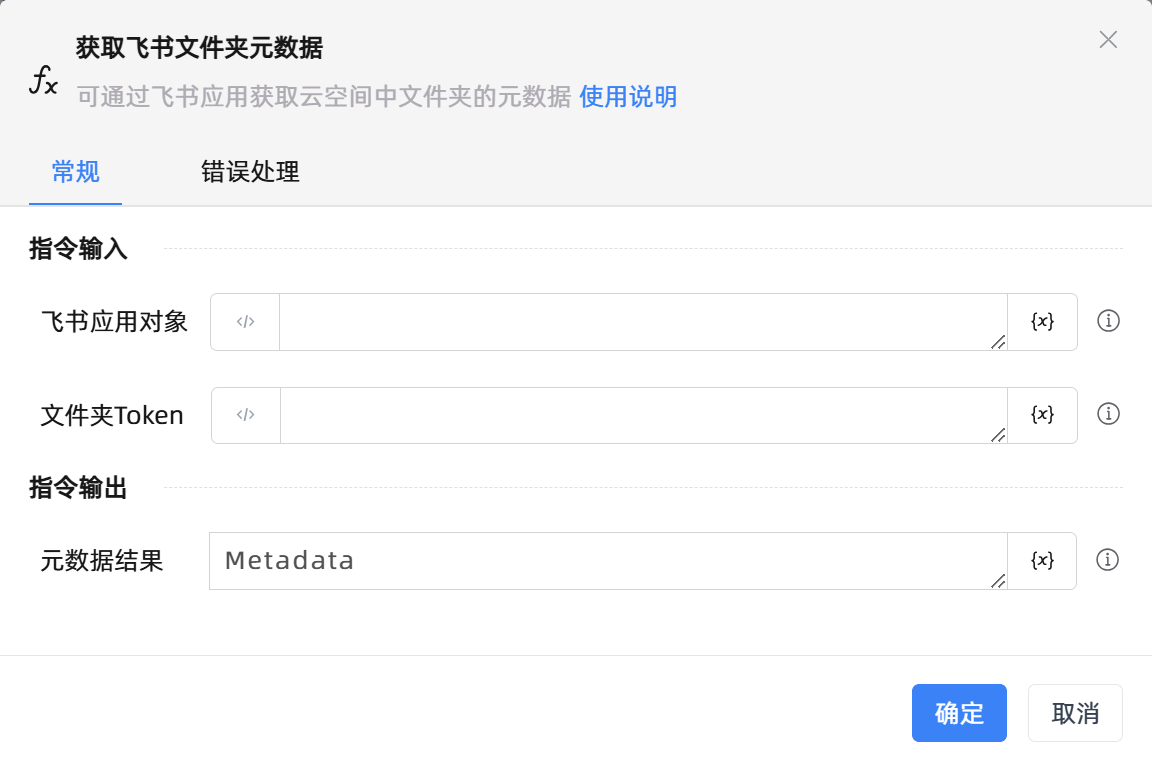 获取飞书文件夹元数据
可通过飞书应用获取云空间中文件夹的元数据 使用说明
常规 错误处理
指令输入
飞书应用对象 </> {x}
文件夹Token </> {x}
指令输出
元数据结果 Metadata {x}
确定 取消